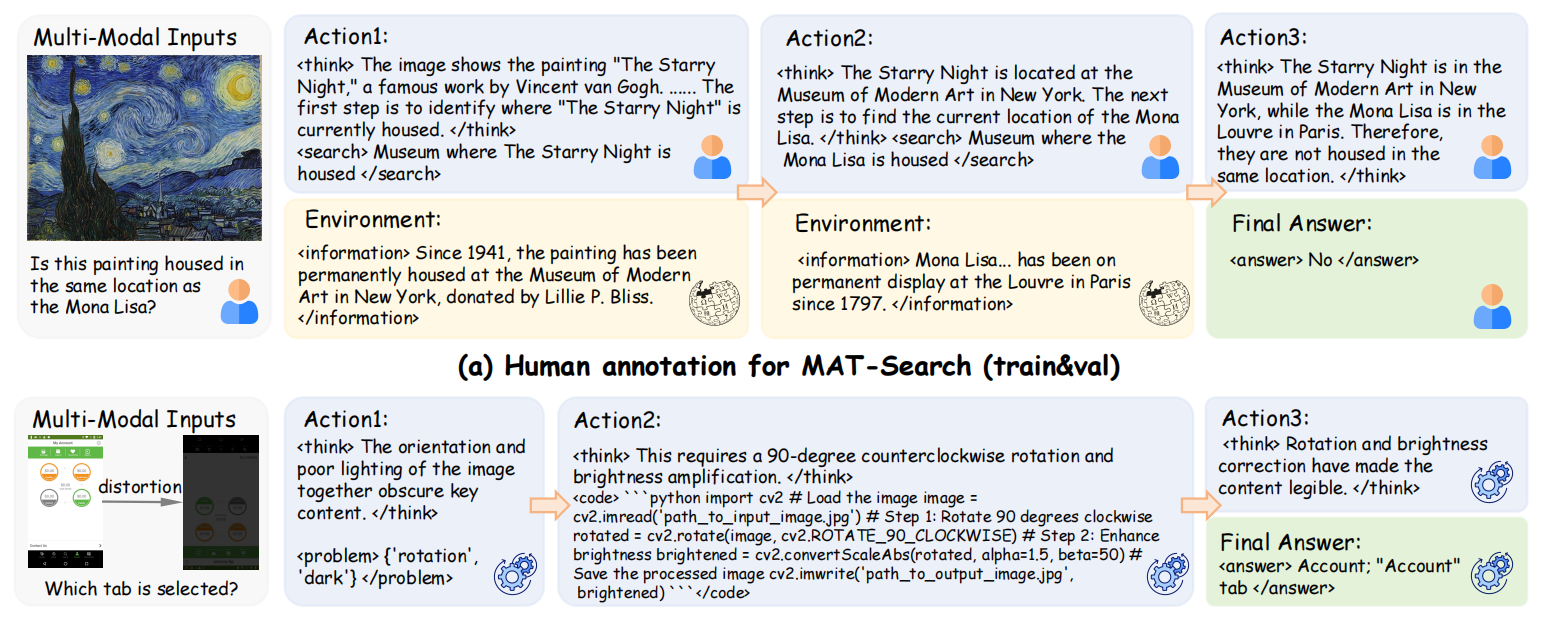 Multi-Modal Inputs
Is this painting housed in
the same location as
the Mona Lisa?
Action1:
<think> The image shows the painting "The Starry
Night," a famous work by Vincent van Gogh. ...... The
first step is to identify where "The Starry Night" is
currently housed. </think>
<search> Museum where The Starry Night is
housed </search>
Environment:
<information> Since 1941, the painting has been
permanently housed at the Museum of Modern
Art in New York, donated by Lillie P. Bliss.
</information>
Action2:
<think> The Starry Night is located at the
Museum of Modern Art in New York. The next
step is to find the current location of the Mona
Lisa. </think> <search> Museum where the
Mona Lisa is housed </search>
Environment:
<information> Mona Lisa... has been on
permanent display at the Louvre in Paris
since 1797. </information>
Action3:
<think> The Starry Night is in the
Museum of Modern Art in New
York, while the Mona Lisa is in the
Louvre in Paris. Therefore,
they are not housed in the
same location. </think>
Final Answer:
<answer> No </answer>
(a) Human annotation for MAT-Search (train&val)
Multi-Modal Inputs
My Account
$0.00
$0.00
$0.00
$0.00
Contact Us
distortion
Which tab is selected?
Action1:
<think> The orientation and
poor lighting of the image
together obscure key
content. </think>
<problem> {'rotation',
'dark'} </problem>
Action2:
<think> This requires a 90-degree counterclockwise rotation and
brightness amplification. </think>
<code> ```python import cv2 # Load the image image =
cv2.imread('path_to_input_image.jpg') # Step 1: Rotate 90 degrees clockwise
rotated = cv2.rotate(image, cv2.ROTATE_90_CLOCKWISE) # Step 2: Enhance
brightness brightened = cv2.convertScaleAbs(rotated, alpha=1.5, beta=50) #
Save the processed image cv2.imwrite('path_to_output_image.jpg',
brightened) ```</code>
Action3:
<think> Rotation and brightness
correction have made the
content legible. </think>
Final Answer:
<answer> Account; "Account"
tab </answer>